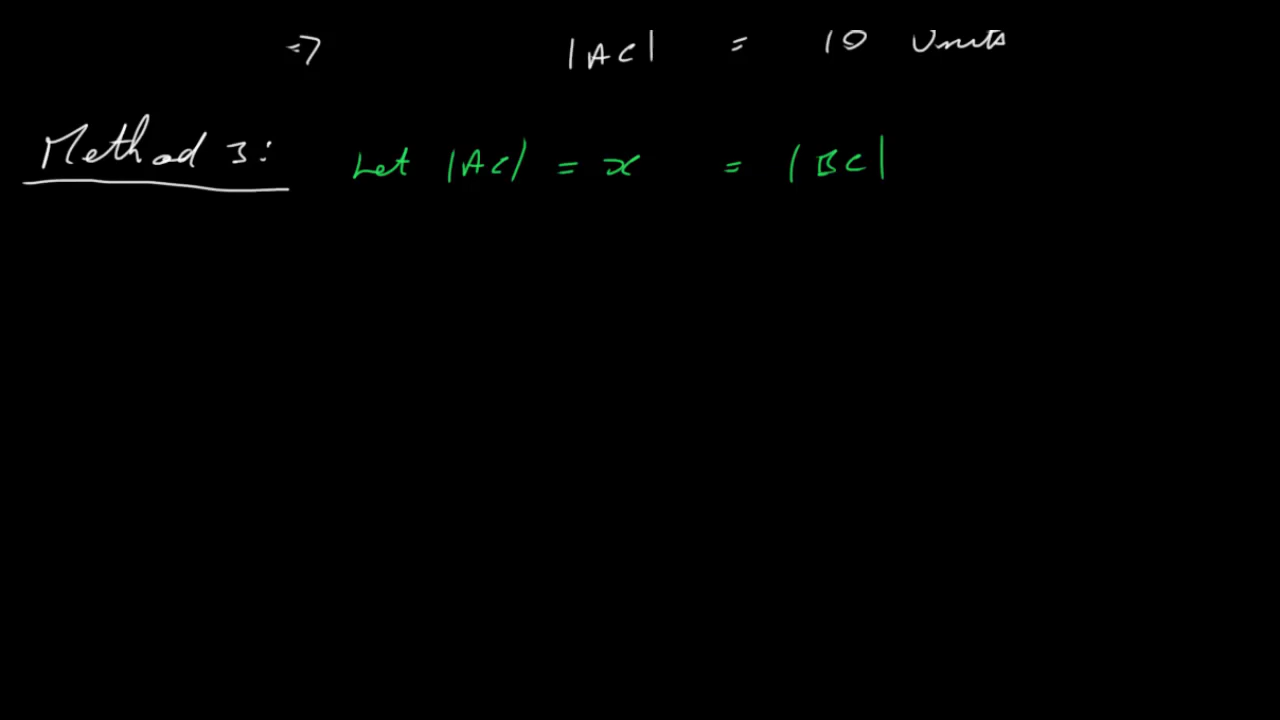 ⇒ |AC| = 10 Units
Method 3: Let |AC| = x = |BC|